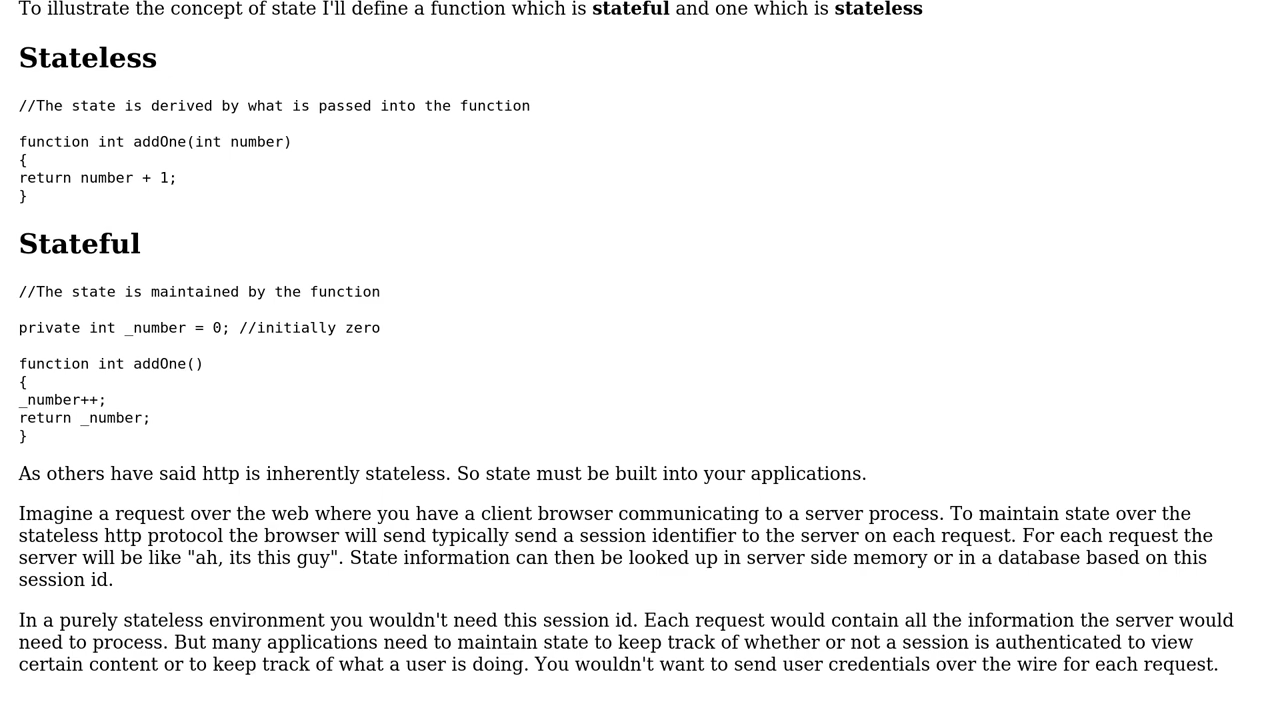 To illustrate the concept of state I'll define a function which is stateful and one which is stateless
Stateless
//The state is derived by what is passed into the function
function int addOne(int number)
{
return number + 1;
}
Stateful
//The state is maintained by the function
private int _number = 0; //initially zero
function int addOne()
{
_number++;
return _number;
}
As others have said http is inherently stateless. So state must be built into your applications.
Imagine a request over the web where you have a client browser communicating to a server process. To maintain state over the
stateless http protocol the browser will send typically send a session identifier to the server on each request. For each request the
server will be like "ah, its this guy". State information can then be looked up in server side memory or in a database based on this
session id.
In a purely stateless environment you wouldn't need this session id. Each request would contain all the information the server would
need to process. But many applications need to maintain state to keep track of whether or not a session is authenticated to view
certain content or to keep track of what a user is doing. You wouldn't want to send user credentials over the wire for each request.